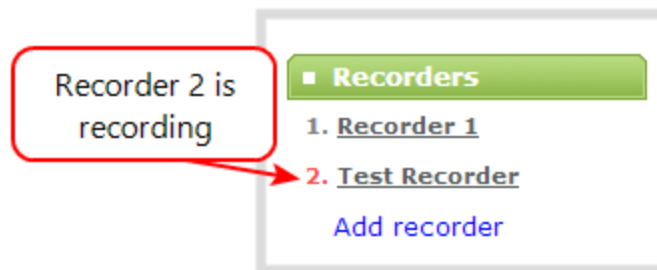 Recorder 2 is
recording
Recorders
1. Recorder 1
2. Test Recorder
Add recorder